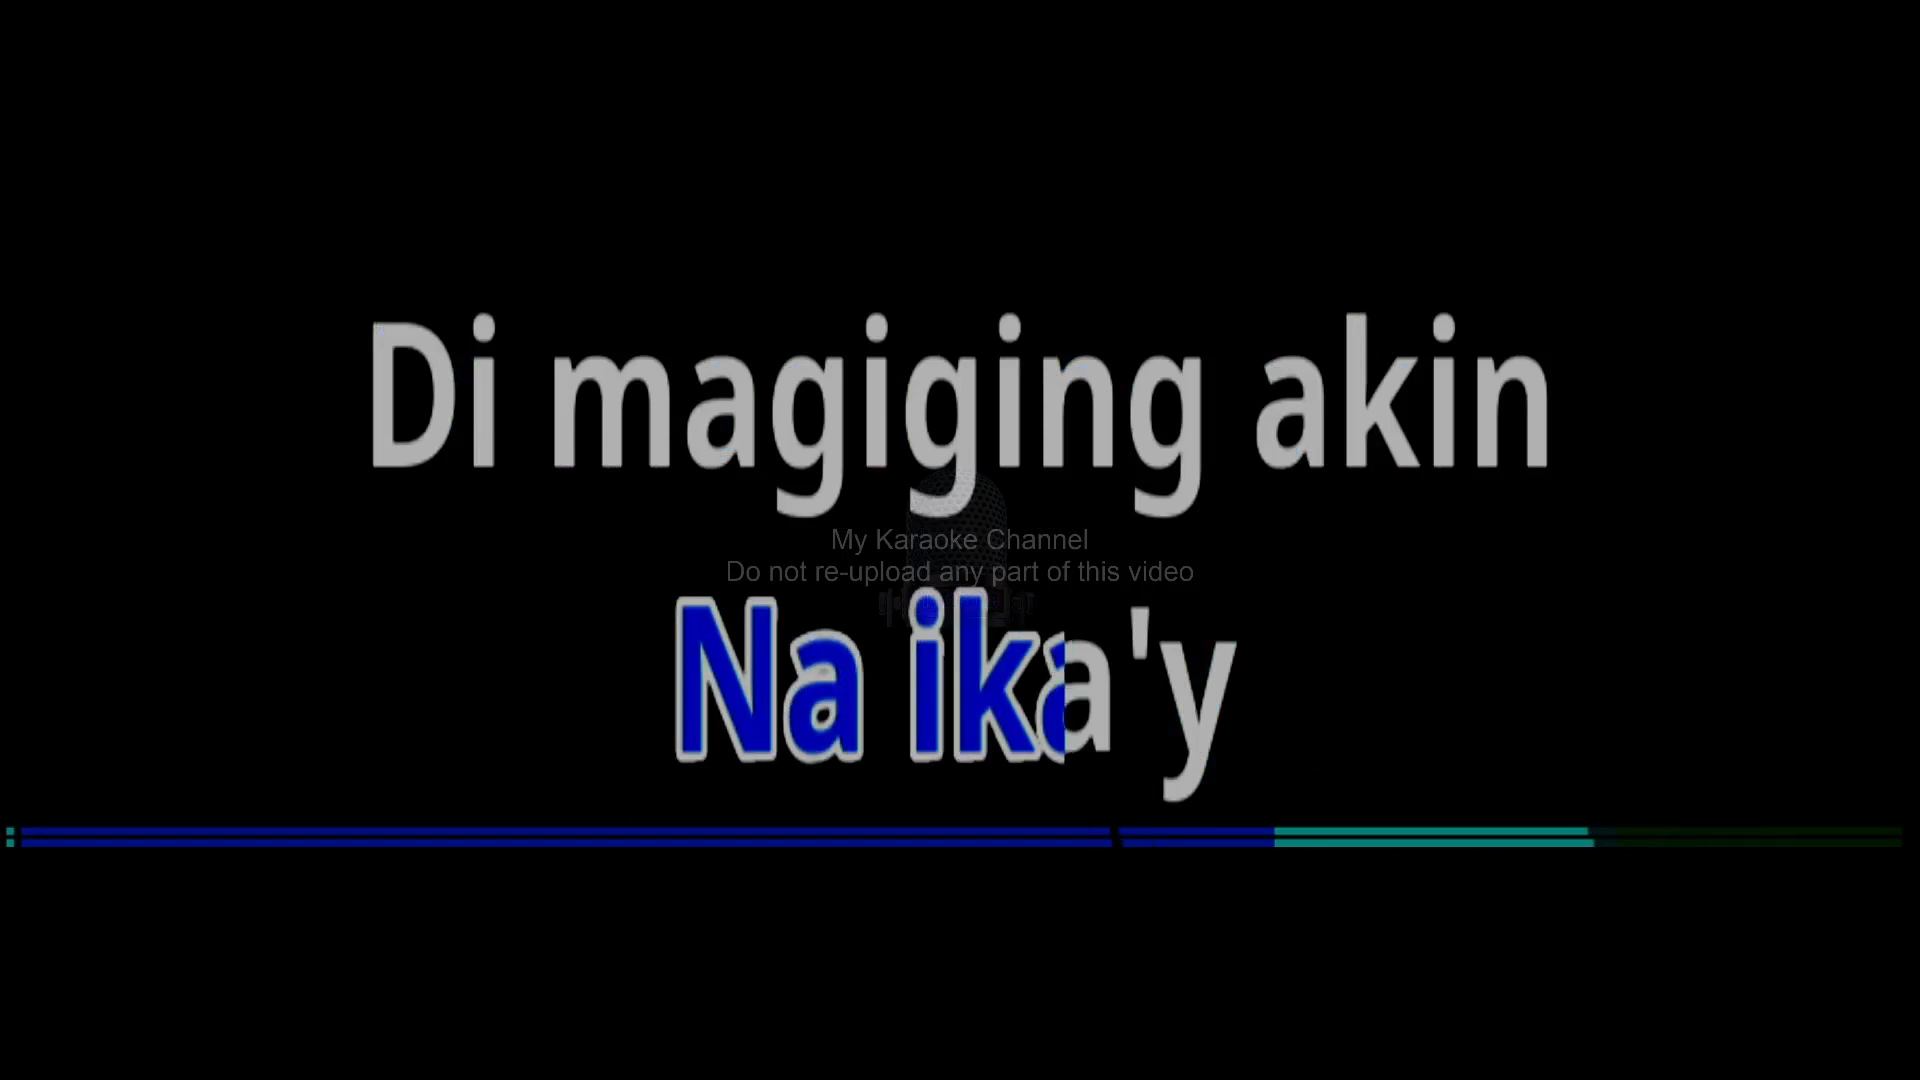 Di magiging akin
My Karaoke Channel
Do not re-upload any part of this video
Na ika'y